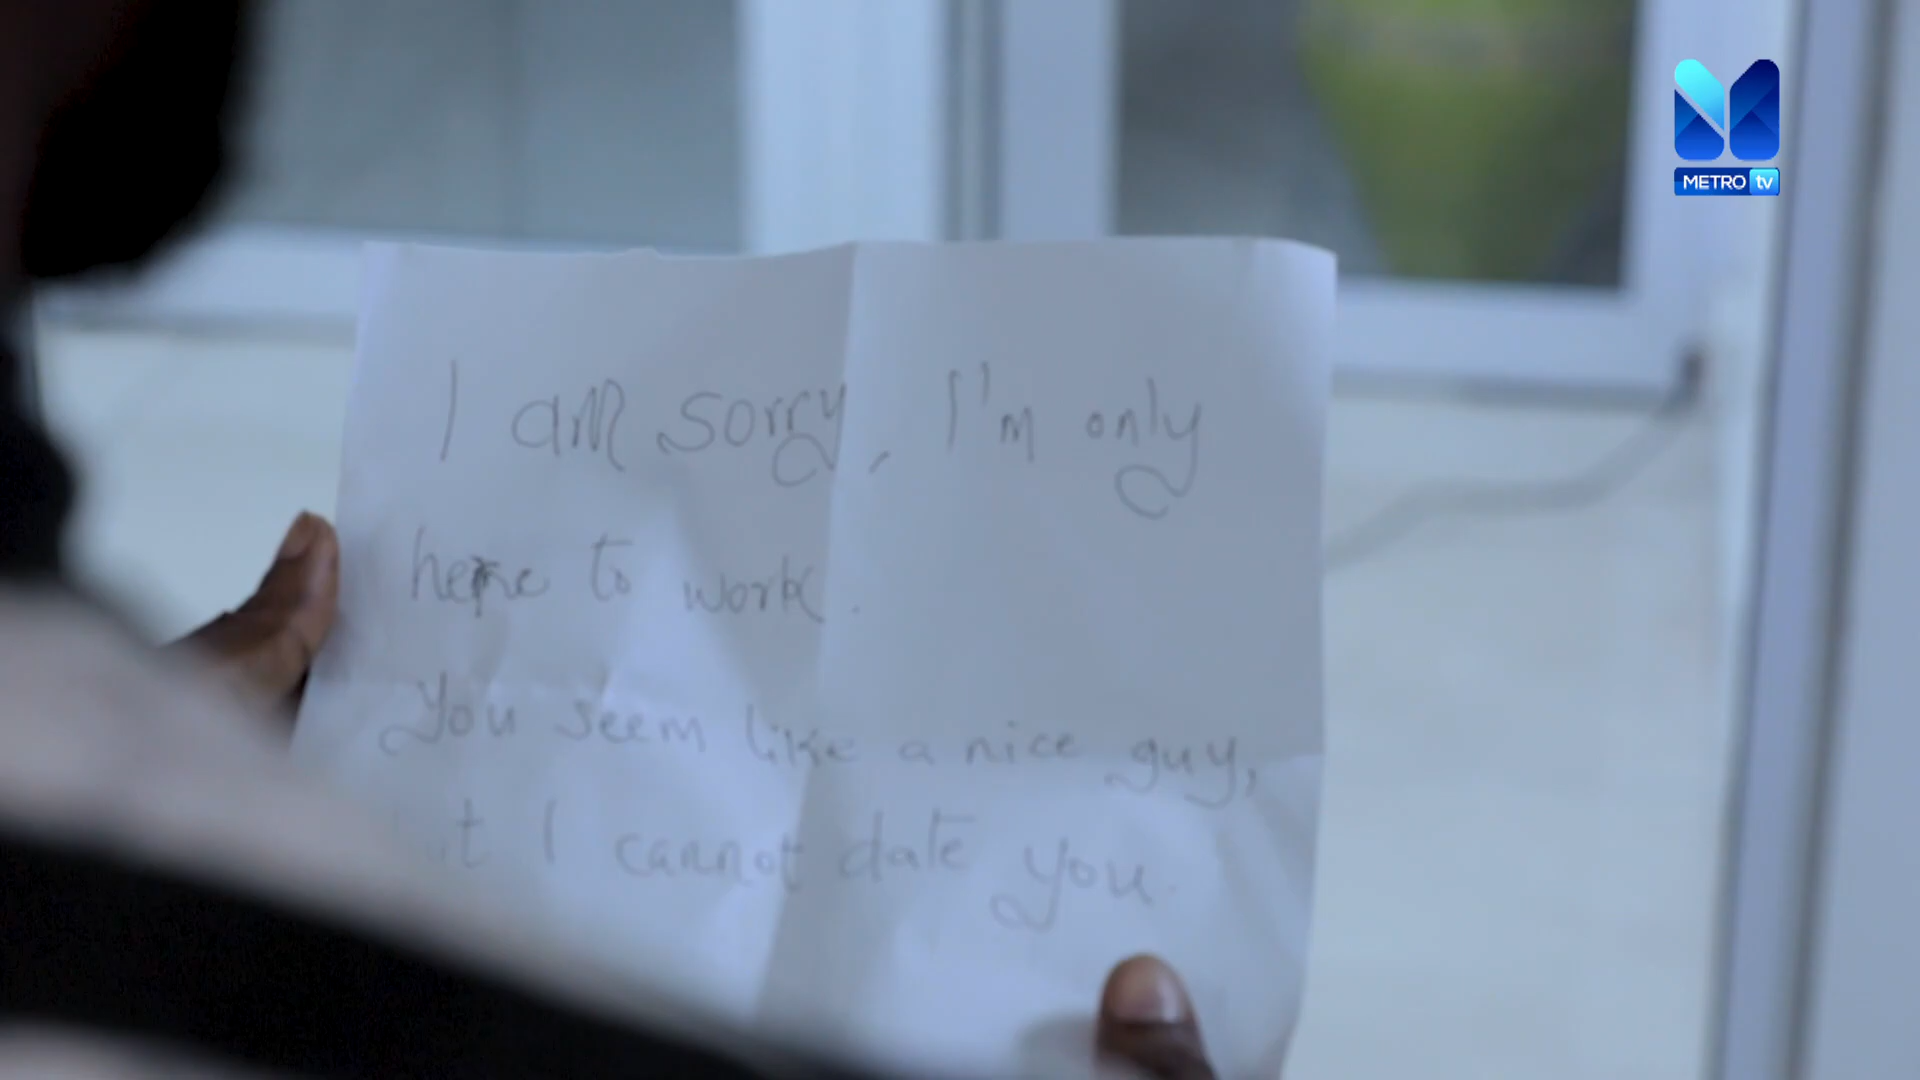 METRO tv
I am sorry, I'm only
here to work.
You seem like a nice guy,
I cannot date you.